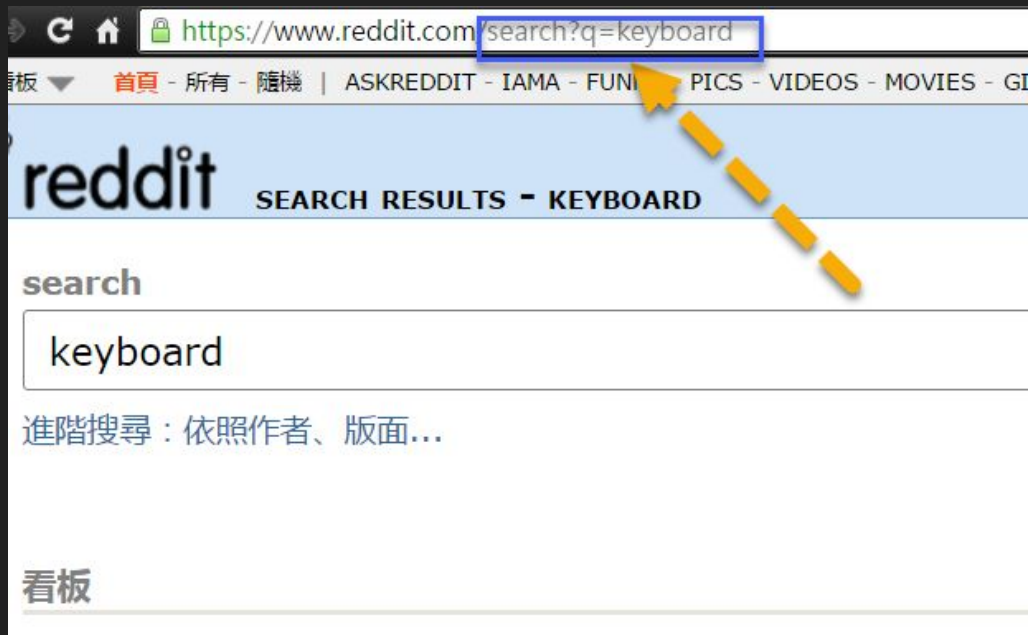 https://www.reddit.com/search?q=keyboard
看板 首頁 - 所有 - 隨機 | ASKREDDIT - IAMA - PICS - VIDEOS - MOVIES -
reddit SEARCH RESULTS - KEYBOARD
search
keyboard
進階搜尋：依照作者、版面...
看板